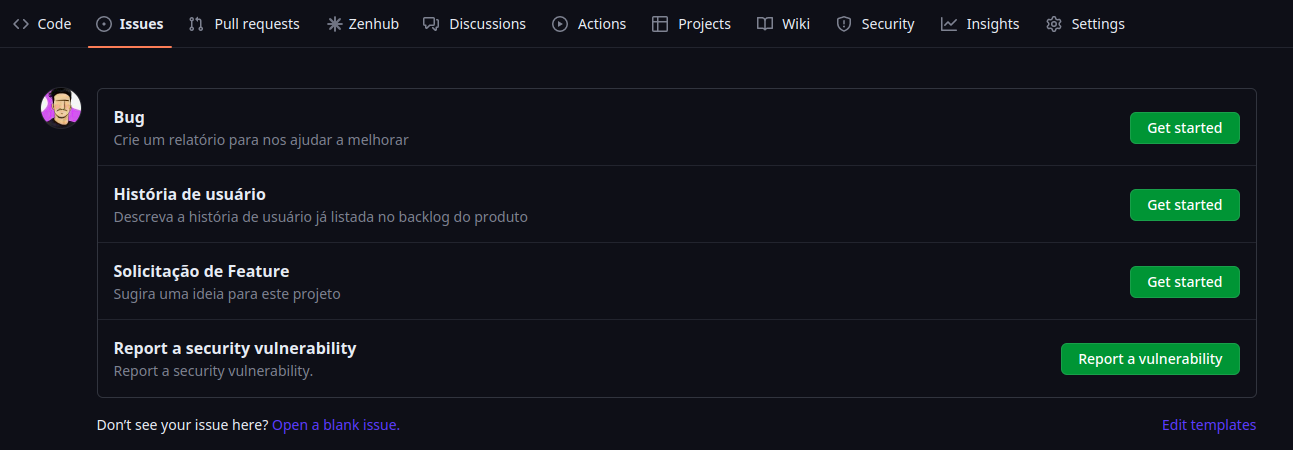 Code Issues Pull requests Zenhub Discussions Actions Projects Wiki Security Insights Settings
Bug
Crie um relatório para nos ajudar a melhorar
Get started
História de usuário
Descreva a história de usuário já listada no backlog do produto
Get started
Solicitação de Feature
Sugira uma ideia para este projeto
Get started
Report a security vulnerability
Report a security vulnerability.
Report a vulnerability
Don’t see your issue here? Open a blank issue.
Edit templates